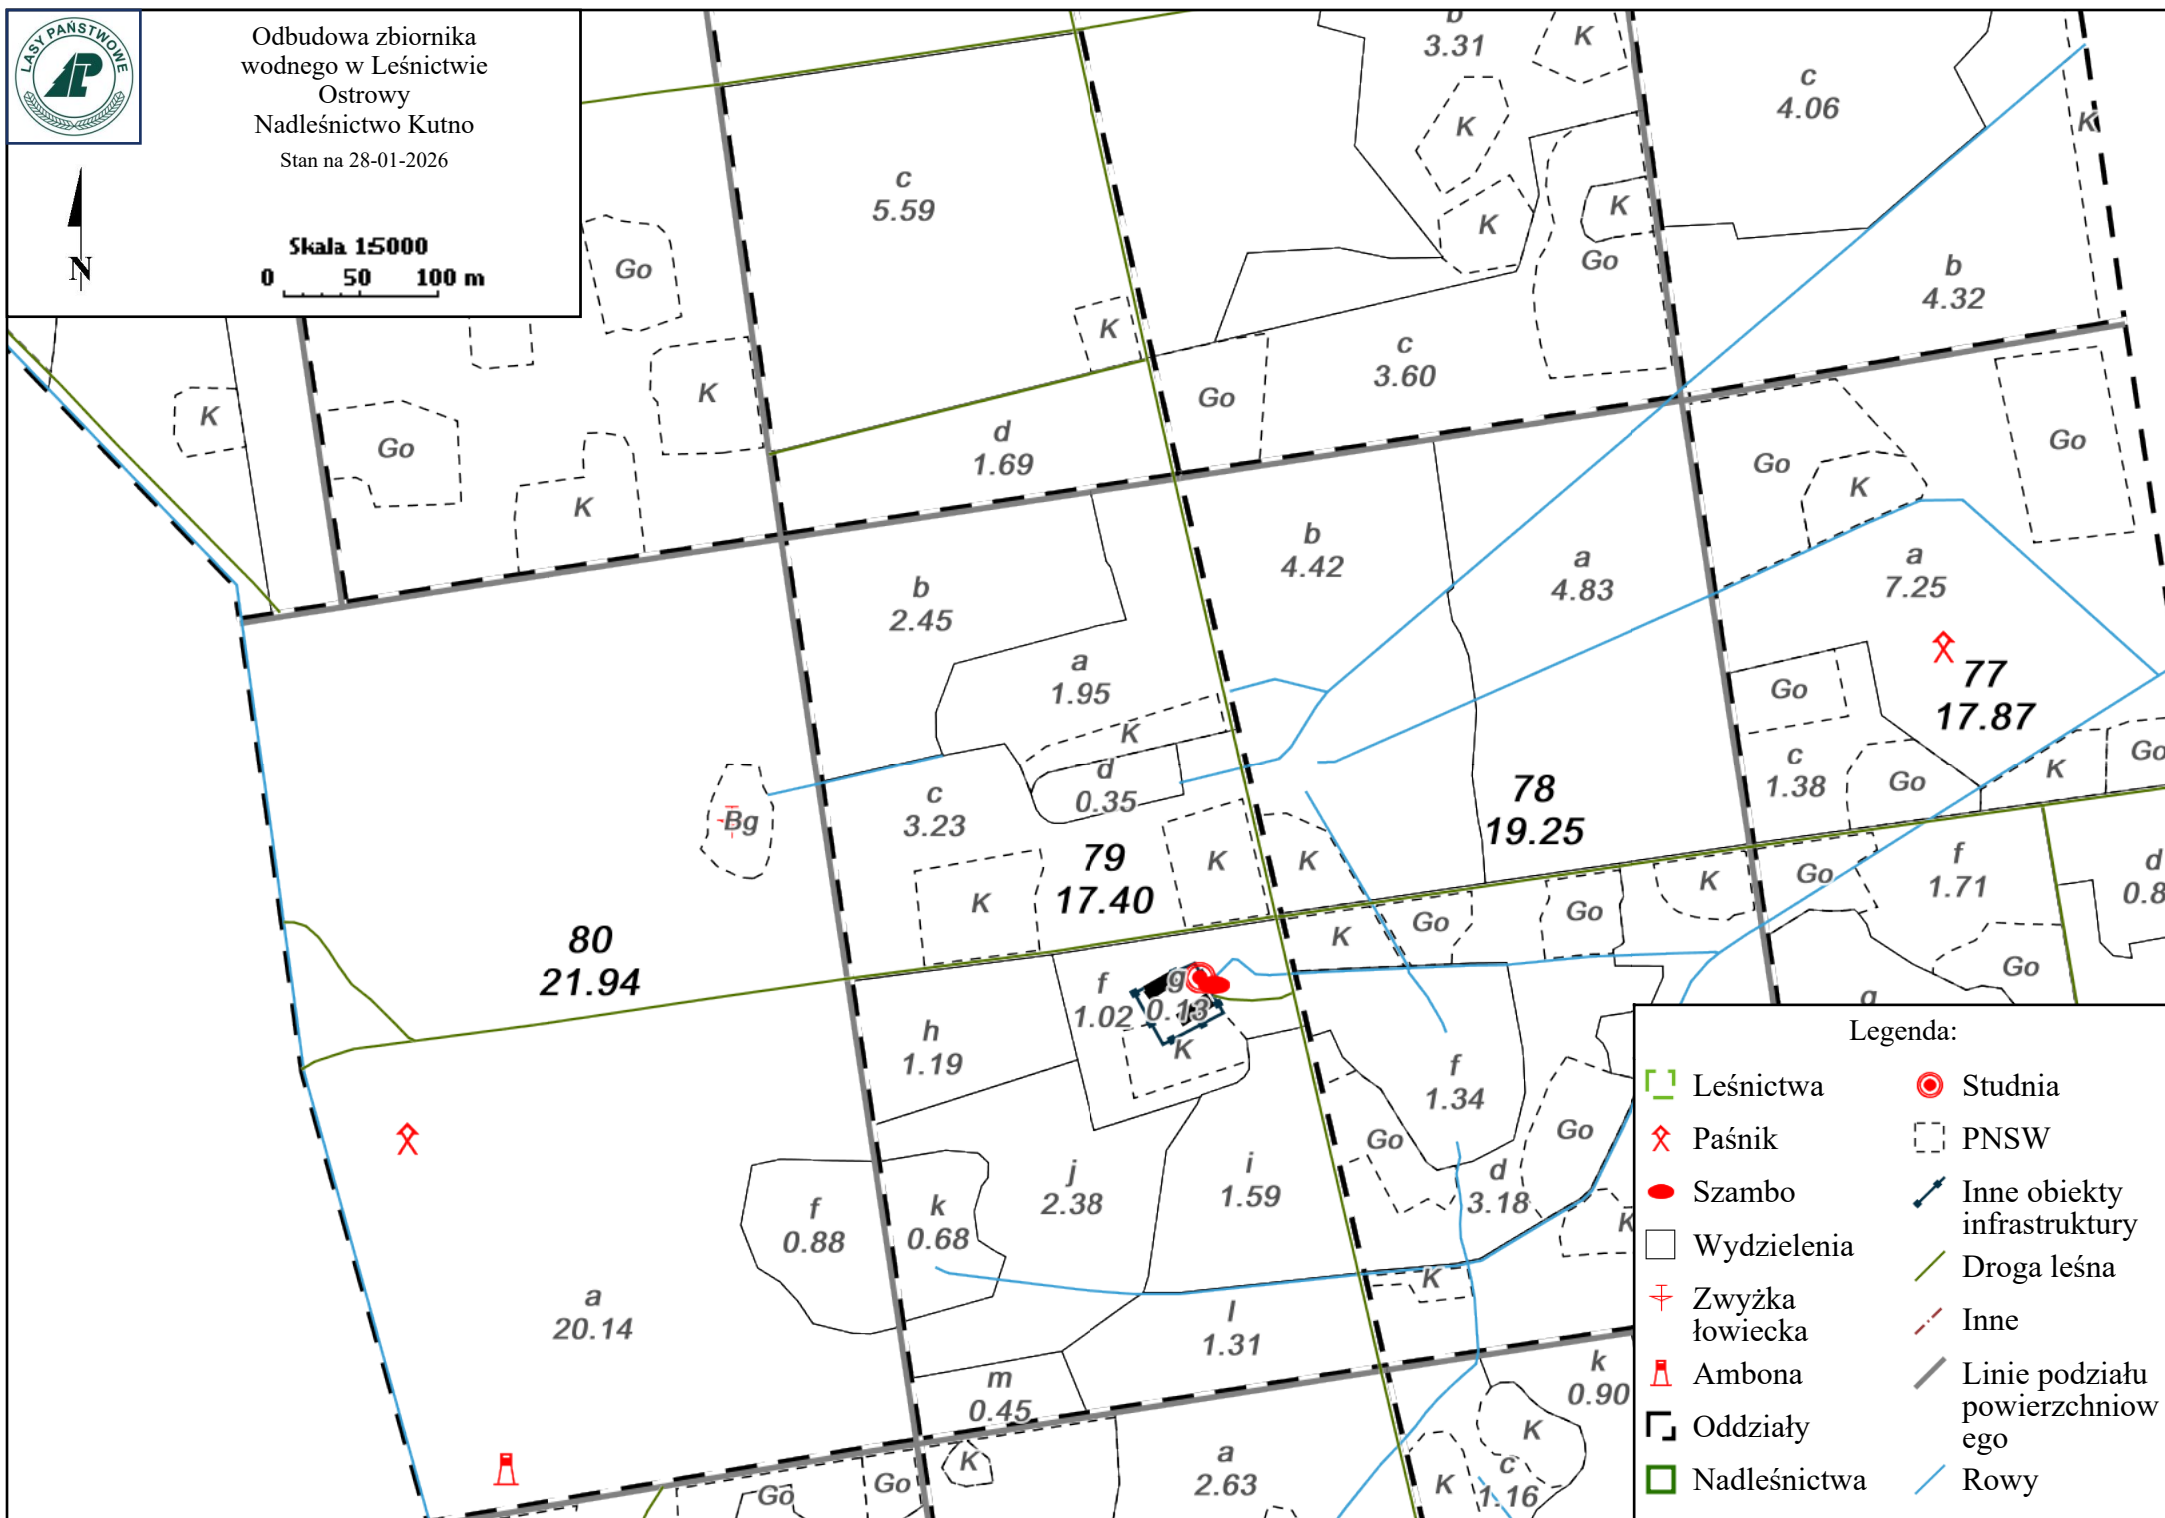 LASY PAŃSTWOWE
Odbudowa zbiornika
wodnego w Leśnictwie
Ostrowy
Nadleśnictwo Kutno
Stan na 28-01-2026
N
Skala 1:5000
0 50 100 m
b
3.31
K
c
4.06
K
K
c
5.59
K
K
Go
Go
b
4.32
K
c
3.60
K
Go
K
Go
d
1.69
Go
Go
K
K
K
b
4.42
a
4.83
a
7.25
b
2.45
a
1.95
77
17.87
Go
K
c
1.38
Go
K
Go
d
0.35
Bg
c
3.23
78
19.25
79
17.40
K
K
K
K
Go
Go
K
Go
f
1.71
d
0.8
80
21.94
Go
f
1.02
g
0.13
K
h
1.19
g
f
1.34
Go
Go
d
3.18
K
j
2.38
i
1.59
f
0.88
k
0.68
K
a
20.14
l
1.31
k
0.90
m
0.45
K
Go
Go
a
2.63
K
K
c
1.16
Legenda:
Leśnictwa
Paśnik
Szambo
Wydzielenia
Zwyżka
łowiecka
Ambona
Oddziały
Nadleśnictwa
Studnia
PNSW
Inne obiekty
infrastruktury
Droga leśna
Inne
Linie podziału
powierzchniow
ego
Rowy